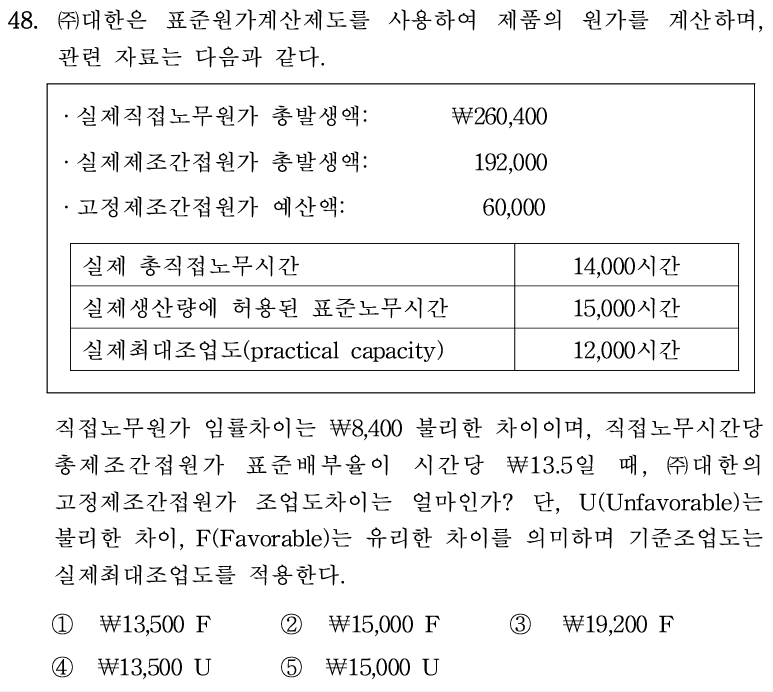 48. ㈜대한은 표준원가계산제도를 사용하여 제품의 원가를 계산하며,
관련 자료는 다음과 같다.
· 실제직접노무원가 총발생액: ₩260,400
· 실제제조간접원가 총발생액: 192,000
· 고정제조간접원가 예산액: 60,000
실제 총직접노무시간 14,000시간
실제생산량에 허용된 표준노무시간 15,000시간
실제최대조업도(practical capacity) 12,000시간
직접노무원가 임률차이는 ₩8,400 불리한 차이이며, 직접노무시간당
총제조간접원가 표준배부율이 시간당 ₩13.5일 때, ㈜대한의
고정제조간접원가 조업도차이는 얼마인가? 단, U(Unfavorable)는
불리한 차이, F(Favorable)는 유리한 차이를 의미하며 기준조업도는
실제최대조업도를 적용한다.
① ₩13,500 F ② ₩15,000 F ③ ₩19,200 F
④ ₩13,500 U ⑤ ₩15,000 U